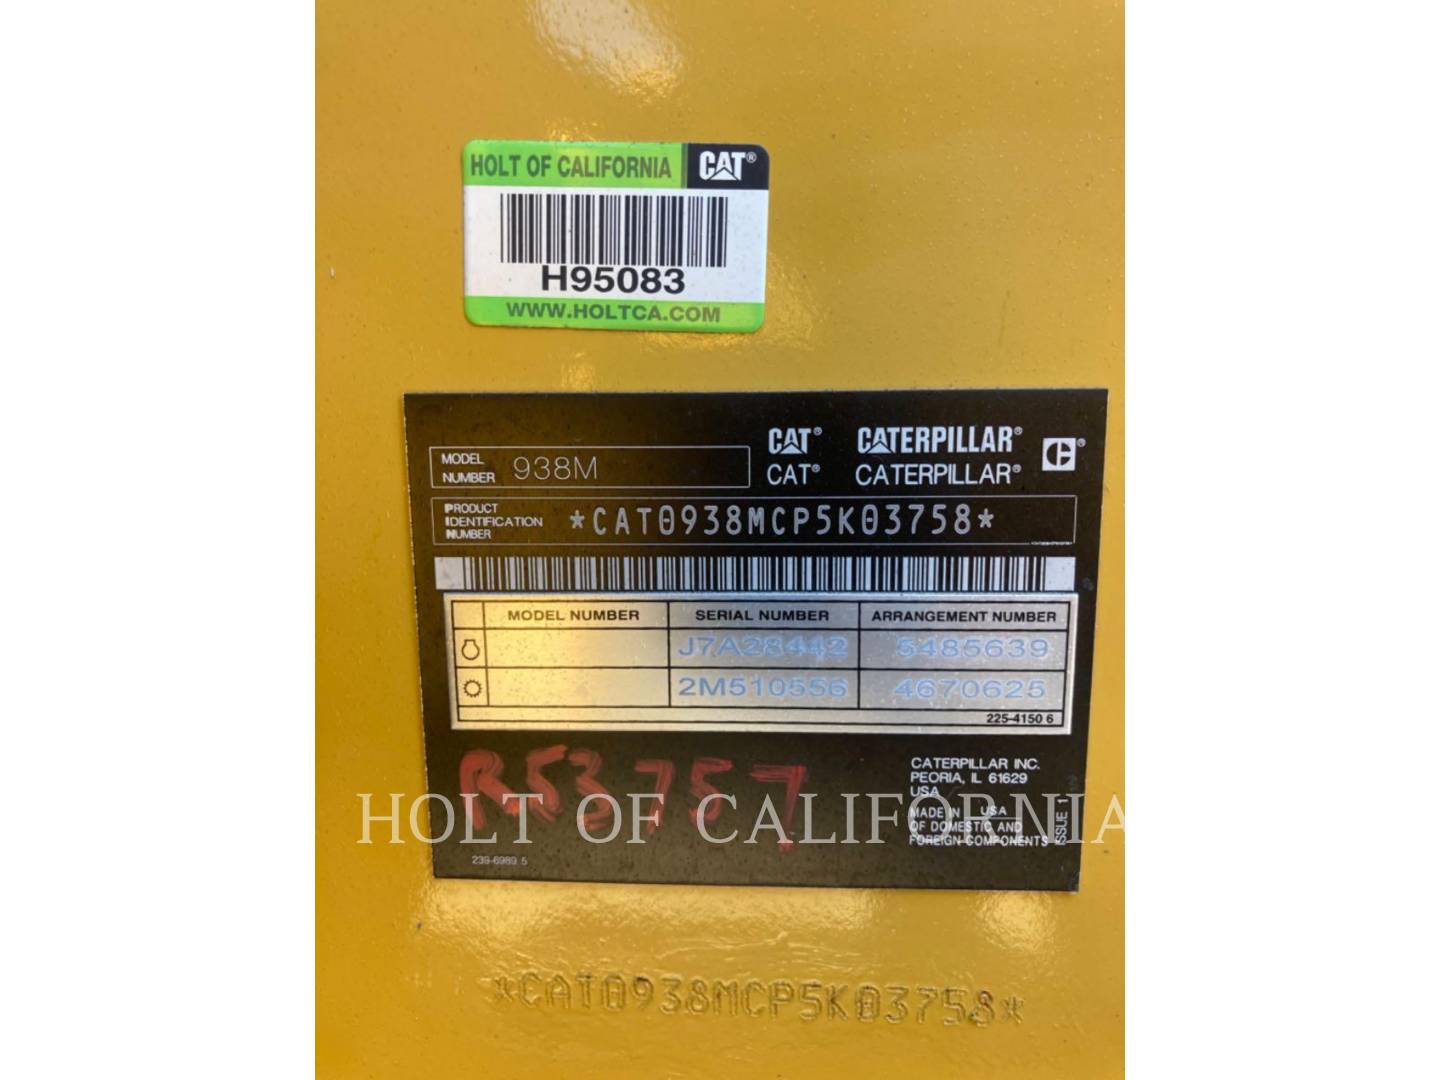 HOLT OF CALIFORNIA CAT®
H95083
WWW.HOLTCA.COM
CAT® CATERPILLAR®
CAT® CATERPILLAR®
MODEL NUMBER 938M
PRODUCT IDENTIFICATION NUMBER *CAT0938MCP5K03758*
MODEL NUMBER SERIAL NUMBER ARRANGEMENT NUMBER
J7A28442 5485639
2M510556 4670625
225-4150 6
R53757
CATERPILLAR INC.
PEORIA, IL 61629
USA
MADE IN USA
OF DOMESTIC AND
FOREIGN COMPONENTS
ISSUE 1
239-6989 5
HOLT OF CALIFORNIA
*CAT0938MCP5K03758*